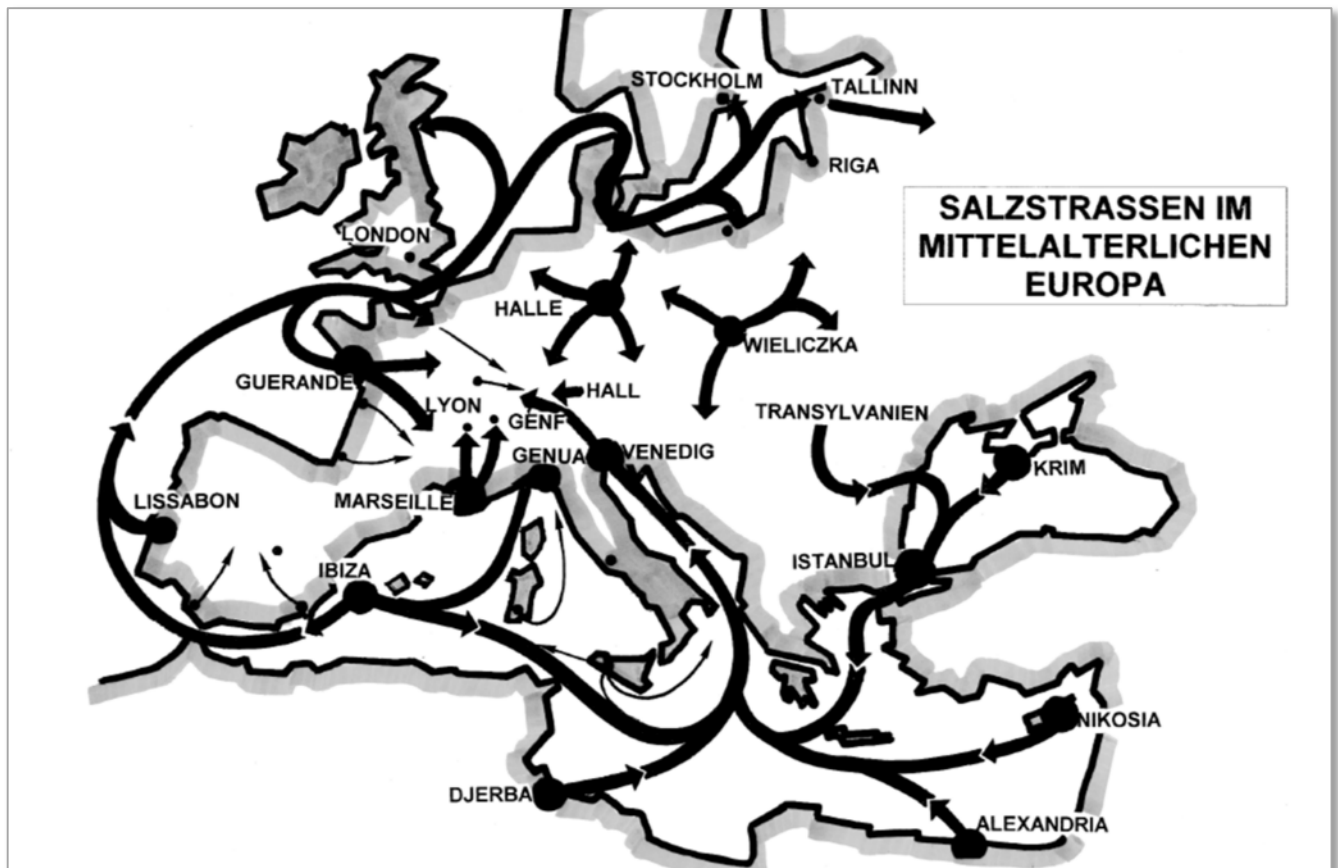 STOCKHOLM
TALLINN
RIGA
SALZSTRASSEN IM
MITTELALTERLICHEN
EUROPA
LONDON
HALLE
WIELICZKA
GUERANDE
HALL
LYON
GENF
TRANSYLVANIEN
GENUA
VENEDIG
KRIM
MARSEILLE
LISSABON
IBIZA
ISTANBUL
NIKOSIA
DJERBA
ALEXANDRIA